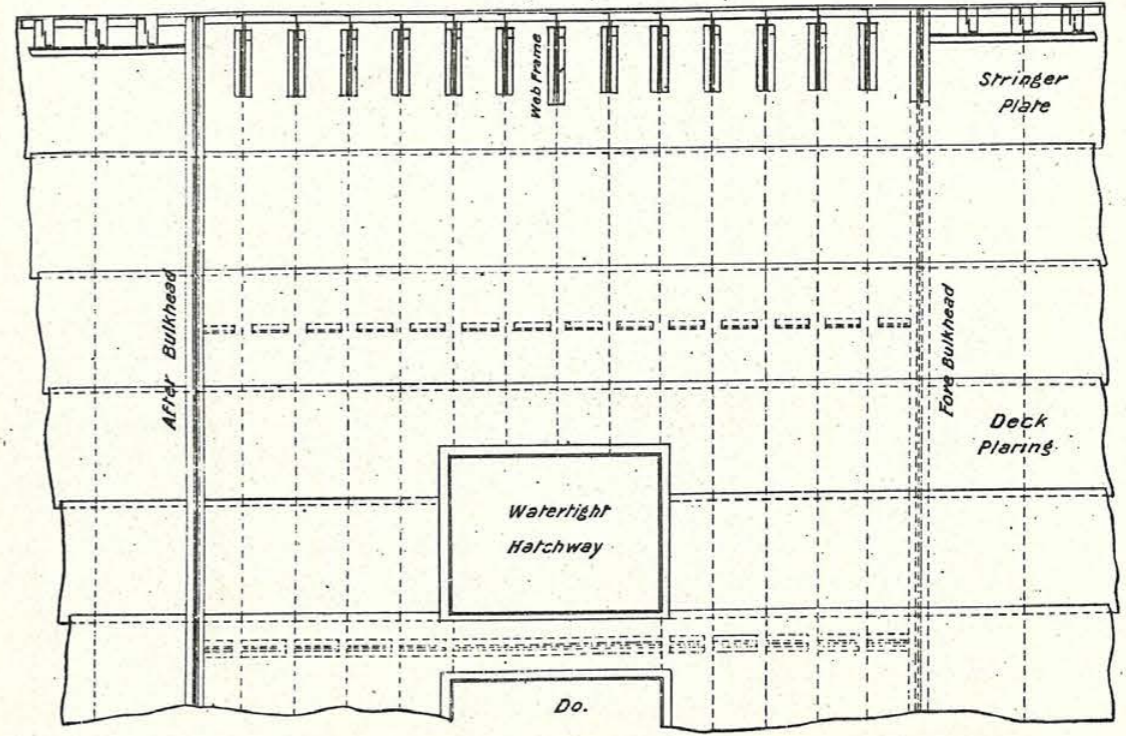 Web Frame
Stringer
Plate
After Bulkhead
Fore Bulkhead
Deck
Plating
Watertight
Hatchway
Do.